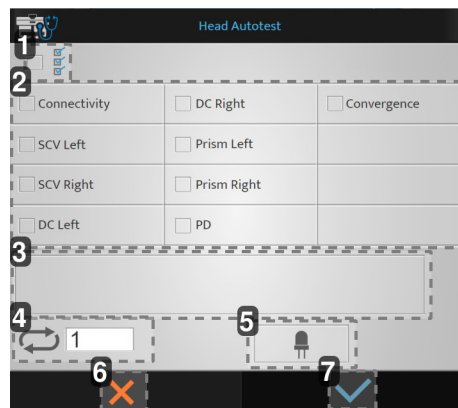 Head Autotest
1
2
Connectivity DC Right Convergence
SCV Left Prism Left
SCV Right Prism Right
DC Left PD
3
4 5
1
6 7